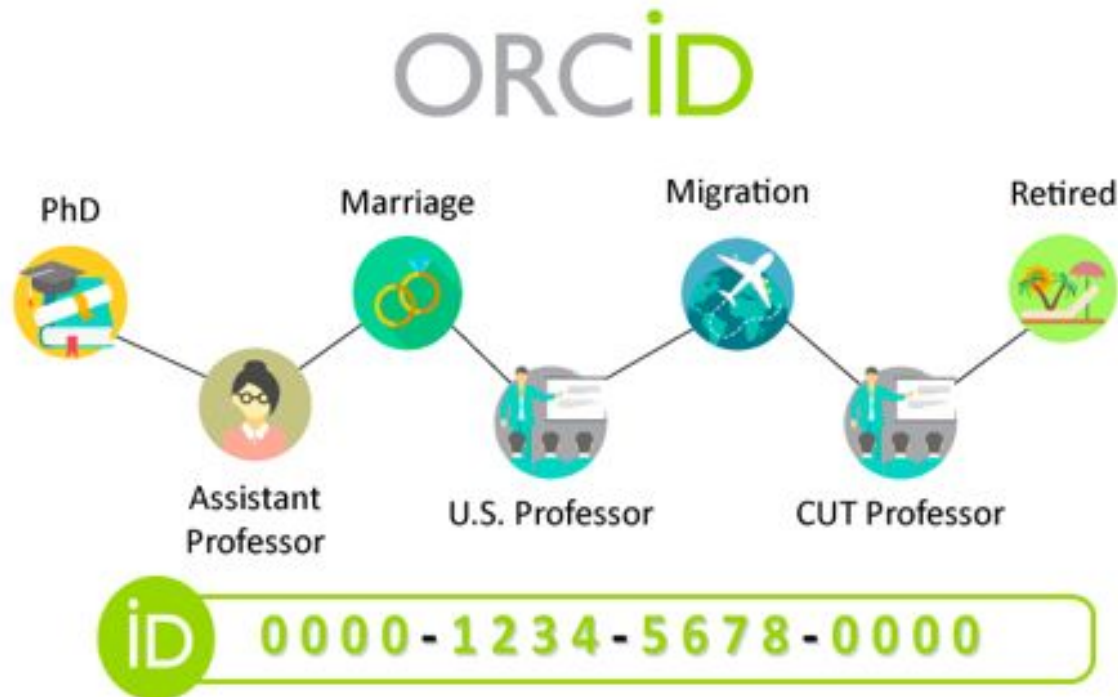 ORCiD
PhD
Marriage
Migration
Retired
Assistant
Professor
U.S. Professor
CUT Professor
iD
0000-1234-5678-0000